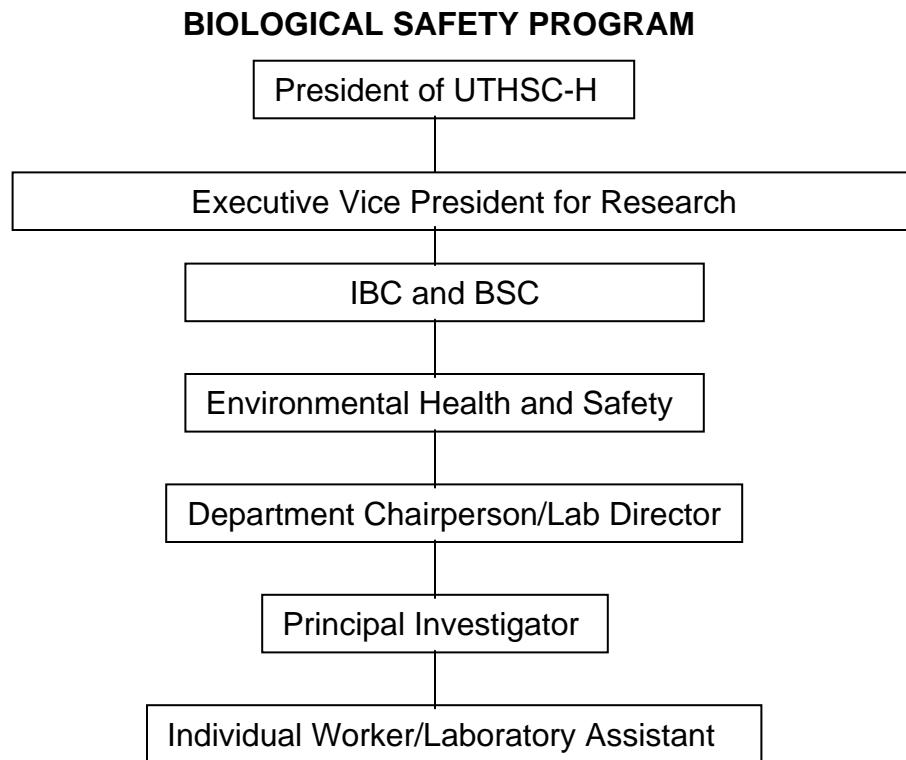 BIOLOGICAL SAFETY PROGRAM
President of UTHSC-H
Executive Vice President for Research
IBC and BSC
Environmental Health and Safety
Department Chairperson/Lab Director
Principal Investigator
Individual Worker/Laboratory Assistant